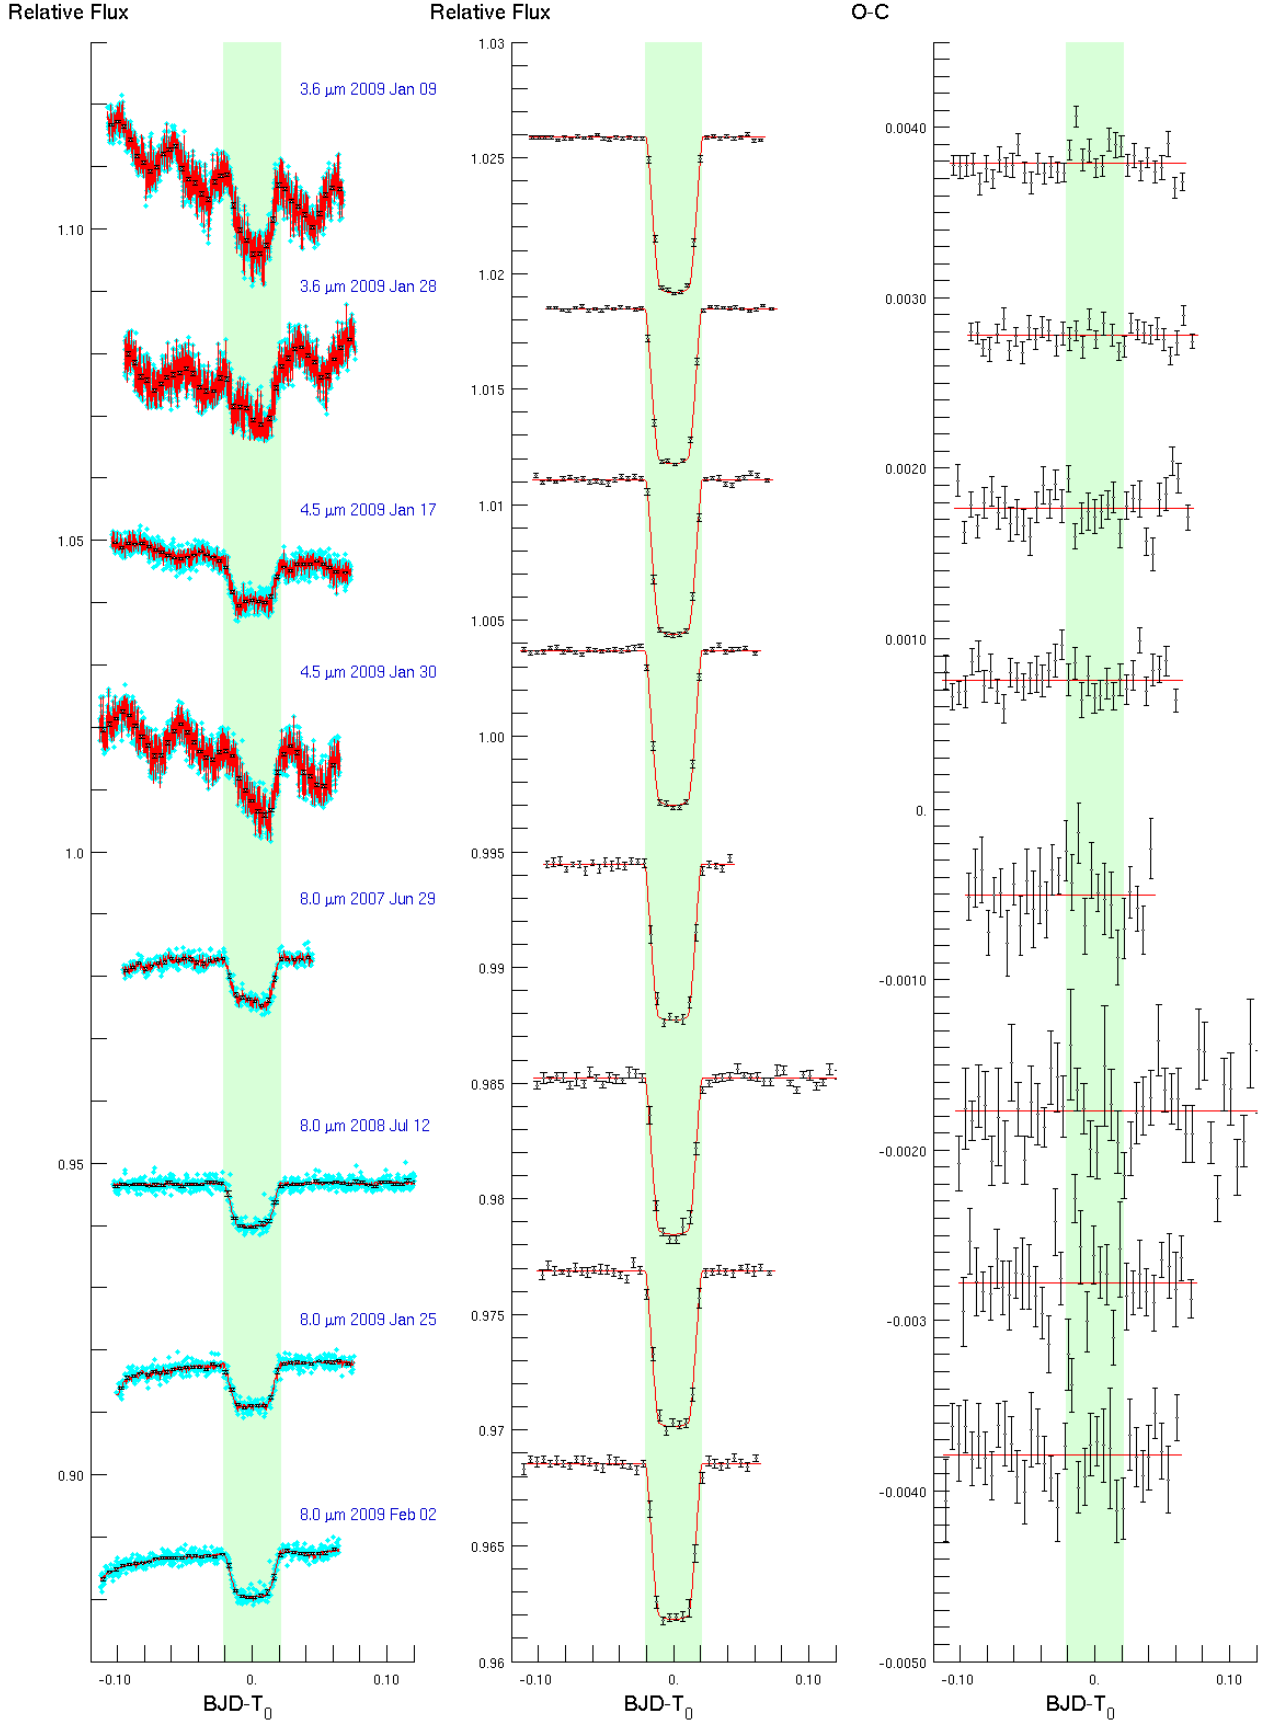 Relative Flux
Relative Flux
O-C
3.6 μm 2009 Jan 09
3.6 μm 2009 Jan 28
4.5 μm 2009 Jan 17
4.5 μm 2009 Jan 30
8.0 μm 2007 Jun 29
8.0 μm 2008 Jul 12
8.0 μm 2009 Jan 25
8.0 μm 2009 Feb 02
1.10
1.05
1.0
0.95
0.90
-0.10 0. 0.10
BJD-T0
1.03
1.025
1.02
1.015
1.01
1.005
1.00
0.995
0.99
0.985
0.98
0.975
0.97
0.965
0.96
-0.10 0. 0.10
BJD-T0
0.0040
0.0030
0.0020
0.0010
0.
-0.0010
-0.0020
-0.003
-0.0040
-0.0050
-0.10 0. 0.10
BJD-T0